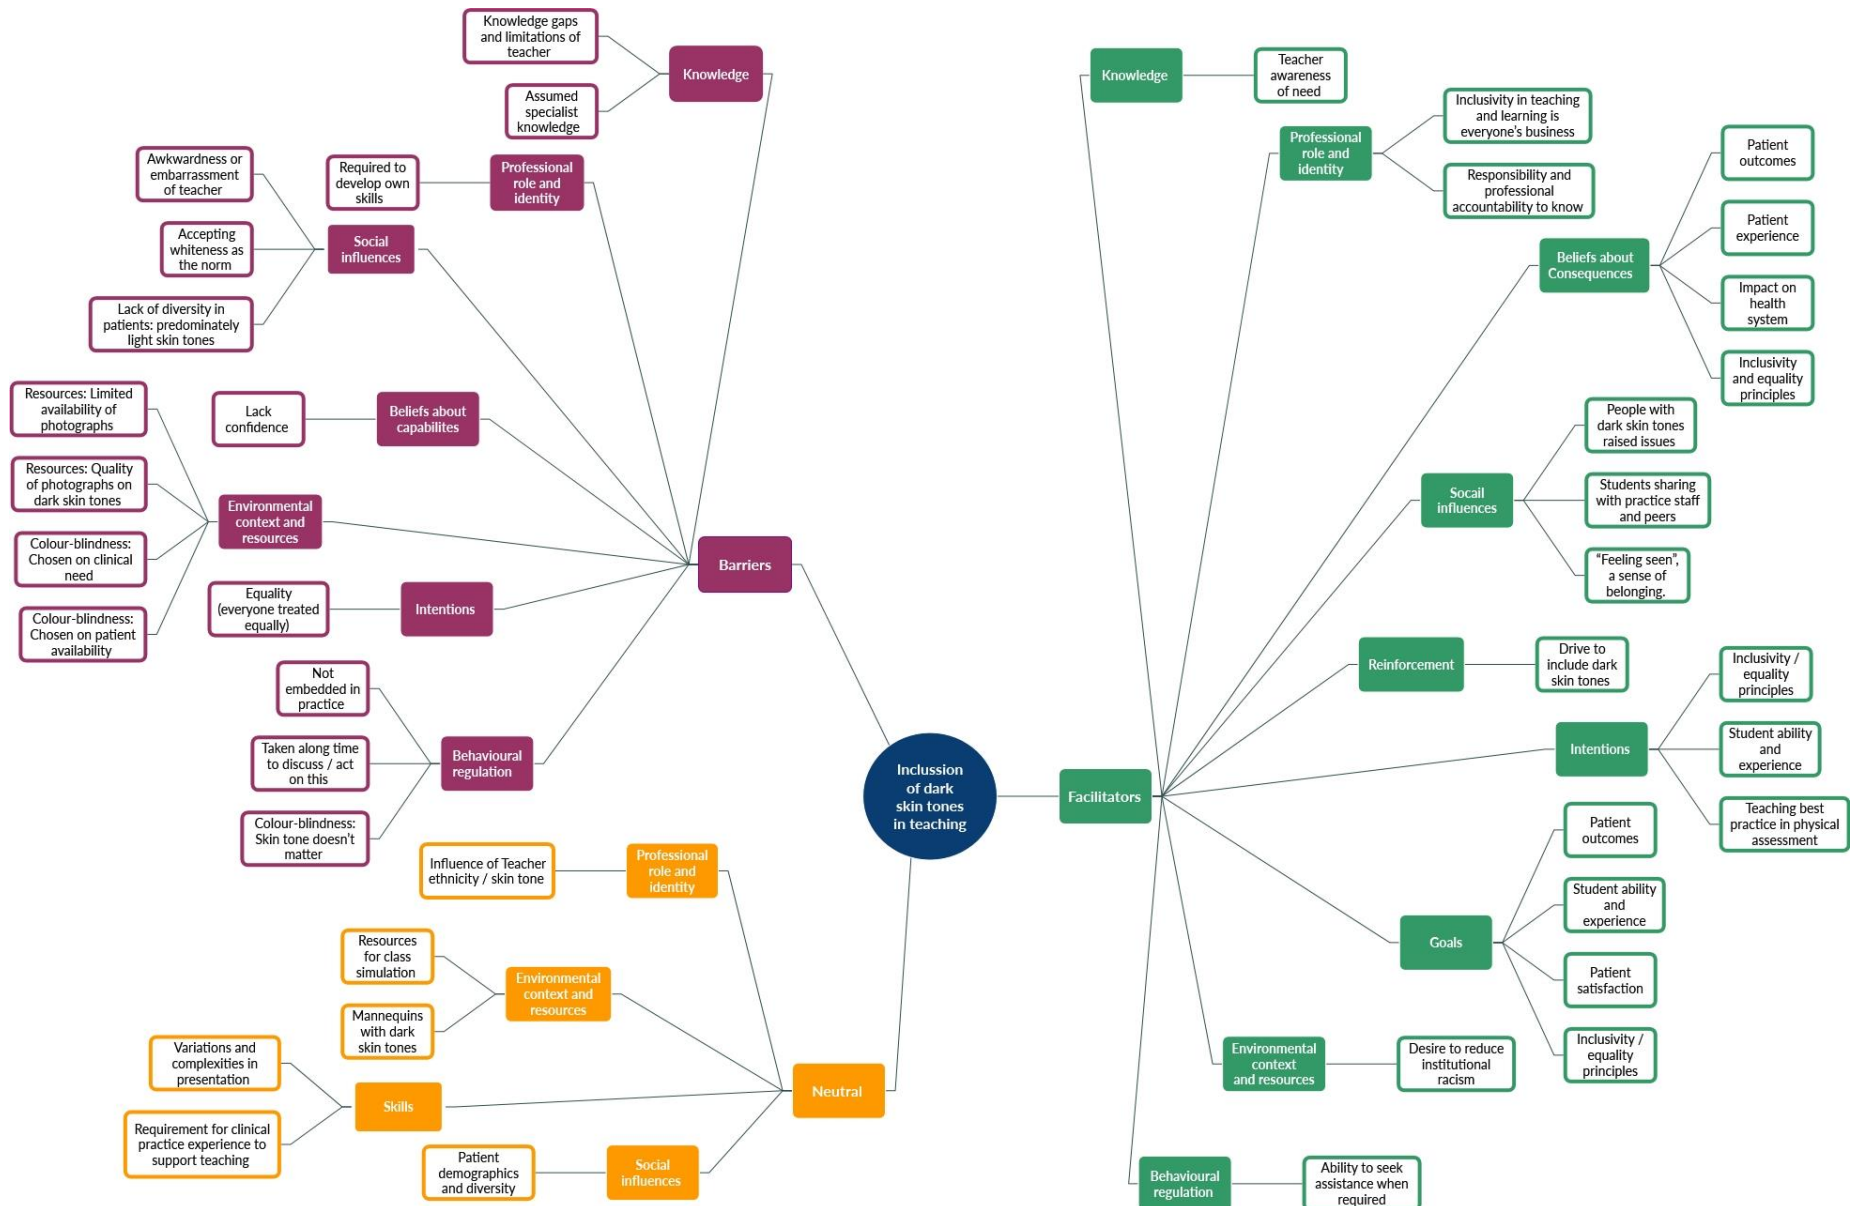 Knowledge gaps
and limitations of
teacher
Assumed
specialist
knowledge
Knowledge
Required to
develop own
skills
Professional
role and
identity
Awkwardness or
embarrassment
of teacher
Accepting
whiteness as
the norm
Lack of diversity in
patients: predominately
light skin tones
Social
influences
Lack
confidence
Beliefs about
capabilites
Resources: Limited
availability of
photographs
Resources: Quality
of photographs on
dark skin tones
Colour-blindness:
Chosen on clinical
need
Colour-blindness:
Chosen on patient
availability
Environmental
context and
resources
Equality
(everyone treated
equally)
Intentions
Not
embedded in
practice
Taken along time
to discuss / act
on this
Colour-blindness:
Skin tone doesn't
matter
Behavioural
regulation
Barriers
Influence of Teacher
ethnicity / skin tone
Professional
role and
identity
Resources
for class
simulation
Mannequins
with dark
skin tones
Environmental
context and
resources
Variations and
complexities in
presentation
Requirement for clinical
practice experience to
support teaching
Skills
Patient
demographics
and diversity
Social
influences
Neutral
Inclussion
of dark
skin tones
in teaching
Facilitators
Knowledge
Teacher
awareness
of need
Professional
role and
identity
Inclusivity in teaching
and learning is
everyone's business
Responsibility and
professional
accountability to know
Beliefs about
Consequences
Patient
outcomes
Patient
experience
Impact on
health
system
Inclusivity
and equality
principles
Socail
influences
People with
dark skin tones
raised issues
Students sharing
with practice staff
and peers
"Feeling seen",
a sense of
belonging.
Reinforcement
Drive to
include dark
skin tones
Intentions
Inclusivity /
equality
principles
Student ability
and
experience
Teaching best
practice in physical
assessment
Goals
Patient
outcomes
Student ability
and
experience
Patient
satisfaction
Inclusivity /
equality
principles
Environmental
context
and resources
Desire to reduce
institutional
racism
Behavioural
regulation
Ability to seek
assistance when
required